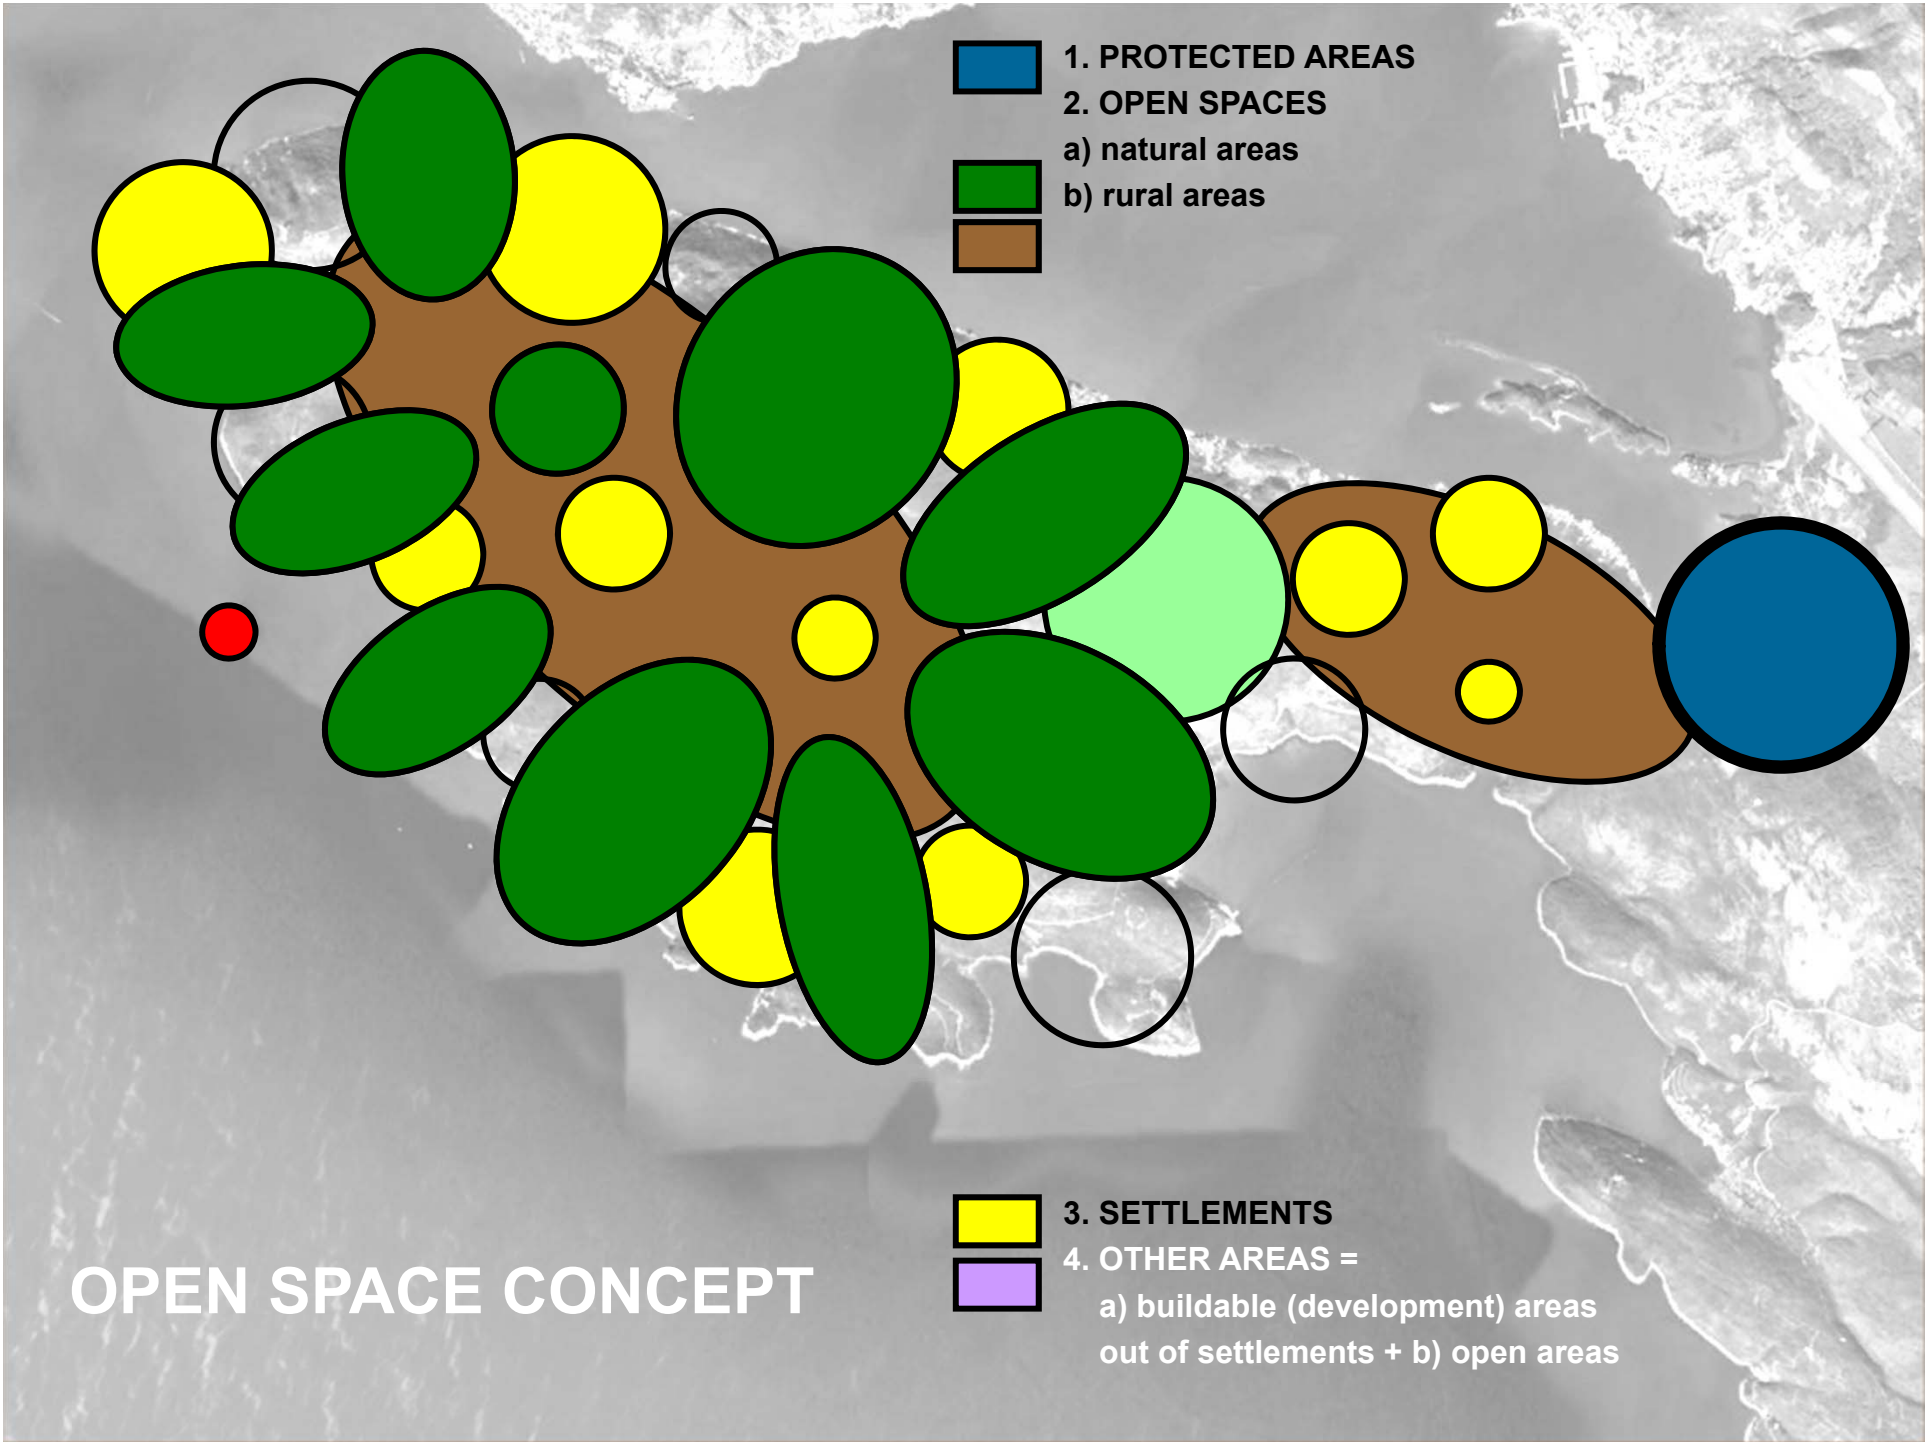 1. PROTECTED AREAS
2. OPEN SPACES
a) natural areas
b) rural areas
3. SETTLEMENTS
4. OTHER AREAS =
a) buildable (development) areas
out of settlements + b) open areas
OPEN SPACE CONCEPT